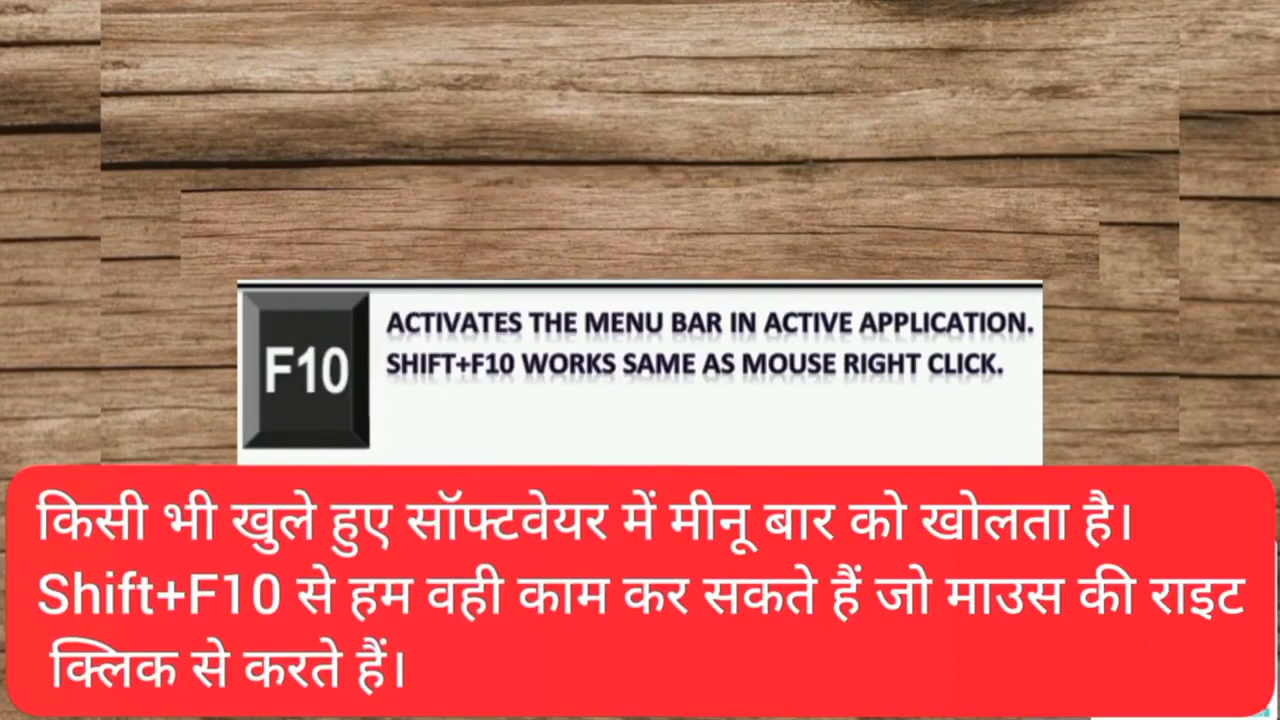 F10
ACTIVATES THE MENU BAR IN ACTIVE APPLICATION.
SHIFT+F10 WORKS SAME AS MOUSE RIGHT CLICK.
किसी भी खुले हुए सॉफ्टवेयर में मीनू बार को खोलता है।
Shift+F10 से हम वही काम कर सकते हैं जो माउस की राइट
क्लिक से करते हैं।